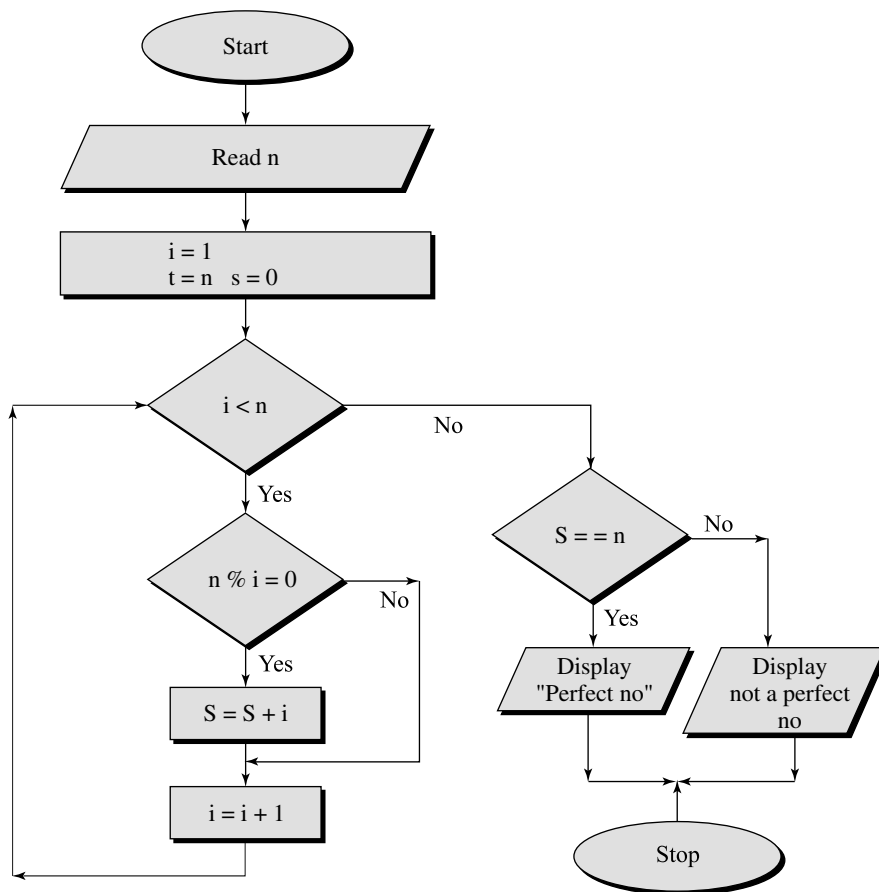 Start
Read n
i = 1
t = n s = 0
i < n
No
Yes
n % i = 0
No
Yes
S = S + i
i = i + 1
S = = n
No
Yes
Display
"Perfect no"
Display
not a perfect
no
Stop